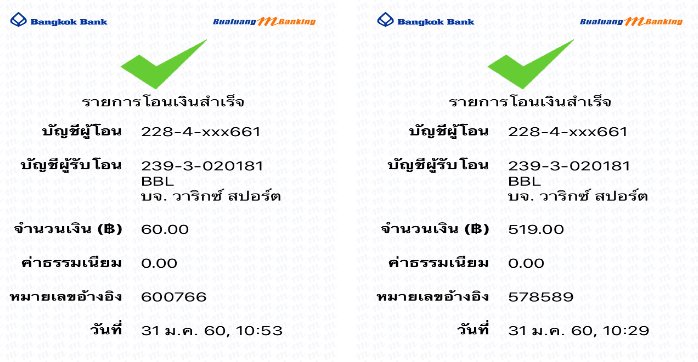 Bangkok Bank
Bualuang mBanking
รายการโอนเงินสำเร็จ
บัญชีผู้โอน 228-4-xxx661
บัญชีผู้รับโอน 239-3-020181
BBL
บจ. วาริกซ์ สปอร์ต
จำนวนเงิน (฿) 60.00
ค่าธรรมเนียม 0.00
หมายเลขอ้างอิง 600766
วันที่ 31 ม.ค. 60, 10:53
Bangkok Bank
Bualuang mBanking
รายการโอนเงินสำเร็จ
บัญชีผู้โอน 228-4-xxx661
บัญชีผู้รับโอน 239-3-020181
BBL
บจ. วาริกซ์ สปอร์ต
จำนวนเงิน (฿) 519.00
ค่าธรรมเนียม 0.00
หมายเลขอ้างอิง 578589
วันที่ 31 ม.ค. 60, 10:29